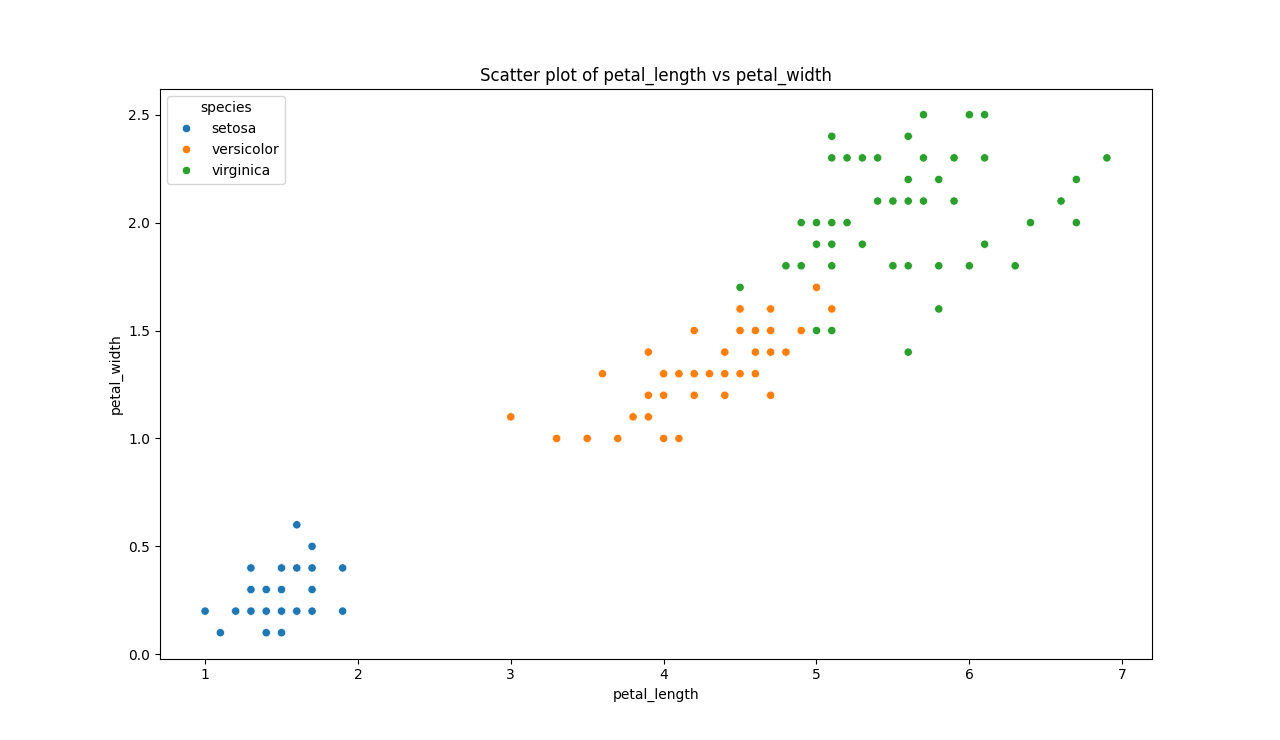 Scatter plot of petal_length vs petal_width
species
setosa
versicolor
virginica
2.5
2.0
1.5
1.0
0.5
0.0
petal_width
1 2 3 4 5 6 7
petal_length